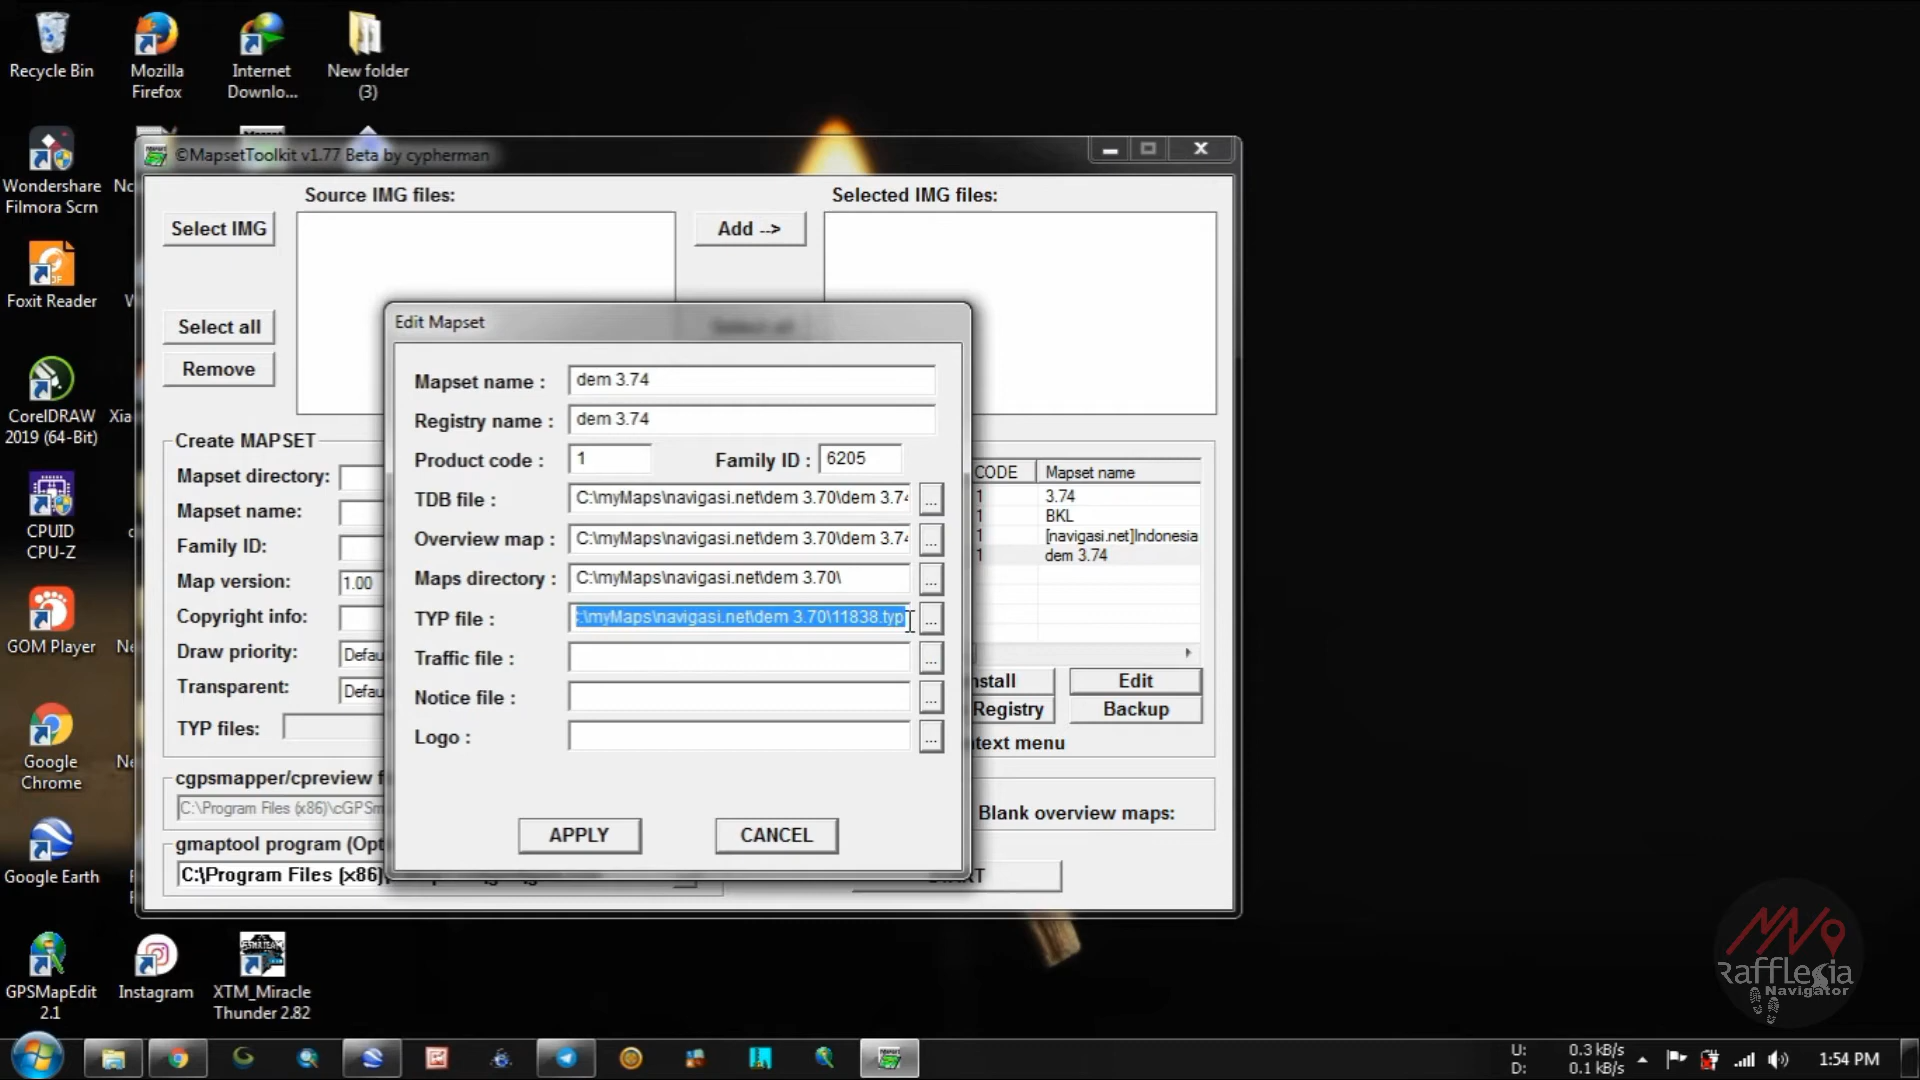 Recycle Bin
Mozilla
Firefox
Internet
Downlo...
New folder
(3)
Wondershare
Filmora Scrn
Foxit Reader
CorelDRAW
2019 (64-Bit)
CPUID
CPU-Z
GOM Player
Google
Chrome
Google Earth
GPSMapEdit
2.1
Instagram
XTM_Miracle
Thunder 2.82
©MapsetToolkit v1.77 Beta by cypherman
Source IMG files:
Selected IMG files:
Select IMG
Add -->
Select all
Remove
Create MAPSET
Mapset directory:
Mapset name:
Family ID:
Map version:
1.00
Copyright info:
Draw priority:
Defau
Transparent:
Defau
TYP files:
cgpsmapper/cpreview f
C:\Program Files (x86)\cGPSm
gmaptool program (Opt
C:\Program Files (x86)
Edit Mapset
Mapset name :
dem 3.74
Registry name :
dem 3.74
Product code :
1
Family ID :
6205
TDB file :
C:\myMaps\navigasi.net\dem 3.70\dem 3.74
...
Overview map :
C:\myMaps\navigasi.net\dem 3.70\dem 3.74
...
Maps directory :
C:\myMaps\navigasi.net\dem 3.70\
...
TYP file :
:\myMaps\navigasi.net\dem 3.70\11838.typ
...
Traffic file :
...
Notice file :
...
Logo :
...
APPLY
CANCEL
CODE
Mapset name
1
3.74
1
BKL
1
[navigasi.net]Indonesia
1
dem 3.74
nstall
Edit
Registry
Backup
text menu
Blank overview maps:
Rafflesia
Navigator
U:
0.3 kB/s
D:
0.1 kB/s
1:54 PM